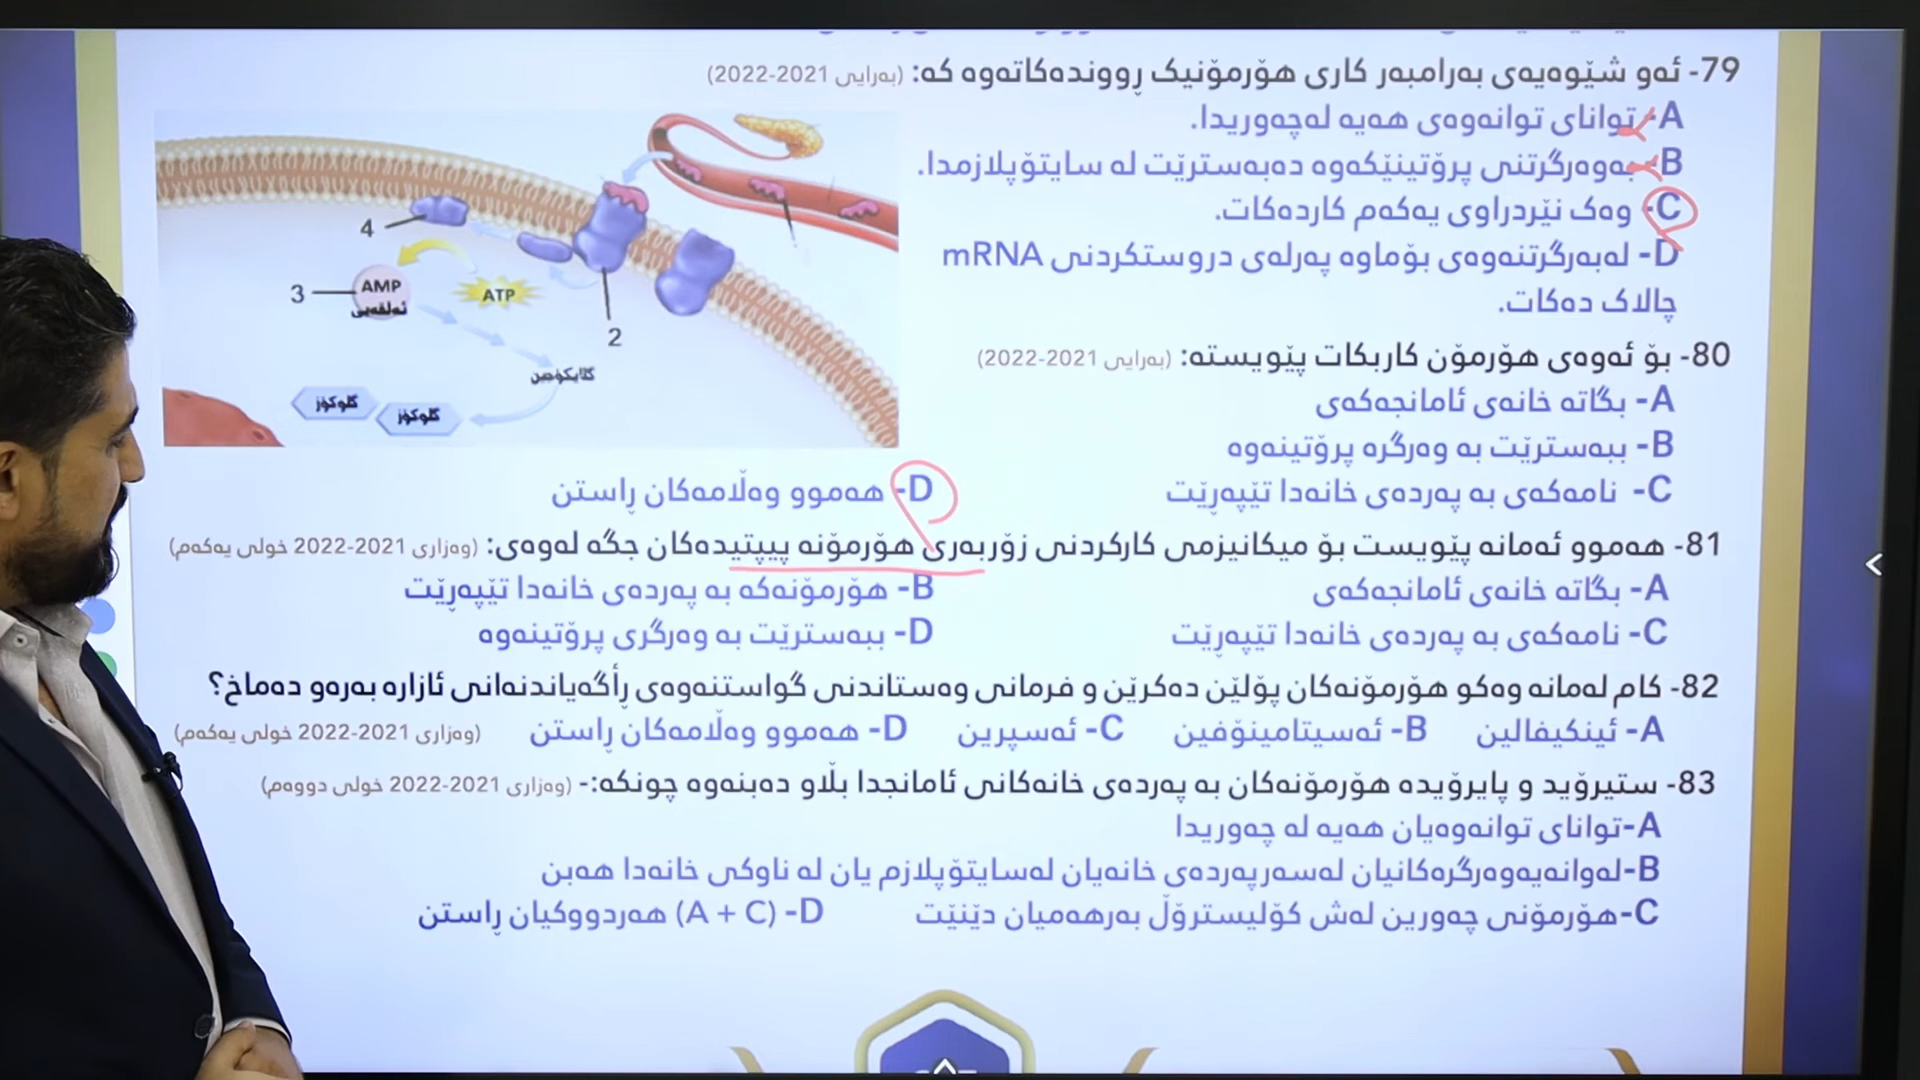 79- ئەو شێوەیەی بەرامبەر کاری هۆرمۆنیک ڕووندەکاتەوە کە: (بەرایی 2021-2022)
A- توانای توانەوەی هەیە لەچەوریدا.
B- بەوەرگرتنی پرۆتینێکەوە دەبەسترێت لە سایتۆپلازمدا.
C- وەک نێردراوی یەکەم کاردەکات.
D- لەبەرگرتنەوەی بۆماوە پەرلەی دروستکردنی mRNA
چالاک دەکات.
4
3
AMP
ئەلقەیی
ATP
2
گلایکۆجین
گلوکۆز
گلوکۆز
80- بۆ ئەوەی هۆرمۆن کاربکات پێویستە: (بەرایی 2021-2022)
A- بگاتە خانەی ئامانجەکەی
B- ببەسترێت بە وەرگرە پرۆتینەوە
C- نامەکەی بە پەردەی خانەدا تێپەڕێت
D- هەموو وەڵامەکان ڕاستن
81- هەموو ئەمانە پێویست بۆ میکانیزمی کارکردنی زۆربەری هۆرمۆنە پیپتیدەکان جگە لەوەی: (وەزاری 2021-2022 خولی یەکەم)
A- بگاتە خانەی ئامانجەکەی
B- هۆرمۆنەکە بە پەردەی خانەدا تێپەڕێت
C- نامەکەی بە پەردەی خانەدا تێپەڕێت
D- ببەسترێت بە وەرگری پرۆتینەوە
82- کام لەمانە وەکو هۆرمۆنەکان پۆلێن دەکرێن و فرمانی وەستاندنی گواستنەوەی ڕاگەیاندنەانی ئازارە بەرەو دەماخ؟
A- ئینکیفالین
B- ئەسیتامینۆفین
C- ئەسپرین
D- هەموو وەڵامەکان ڕاستن
(وەزاری 2021-2022 خولی یەکەم)
83- ستیرۆید و پایرۆیدە هۆرمۆنەکان بە پەردەی خانەکانی ئامانجدا بڵاو دەبنەوە چونکە:- (وەزاری 2021-2022 خولی دووەم)
A-توانای توانەوەیان هەیە لە چەوریدا
B-لەوانەیەوەرگرەکانیان لەسەرپەردەی خانەیان لەسایتۆپلازم یان لە ناوکی خانەدا هەبن
C-هۆرمۆنی چەورین لەش کۆلیسترۆڵ بەرهەمیان دێنێت
D- (A + C) هەردووکیان ڕاستن